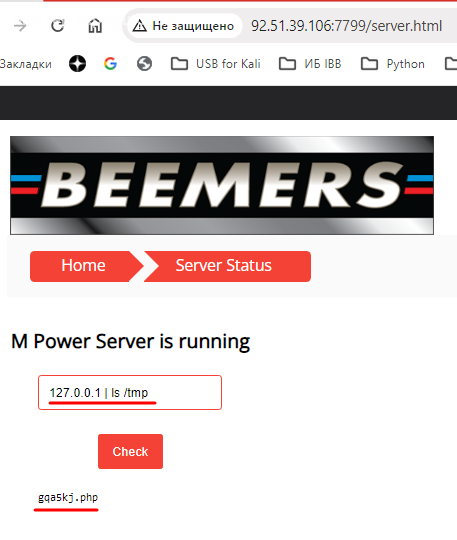 Не защищено 92.51.39.106:7799/server.html
Закладки USB for Kali ИБ IBB Python
BEEMERS
Home Server Status
M Power Server is running
127.0.0.1 | ls /tmp
Check
gqa5kj.php